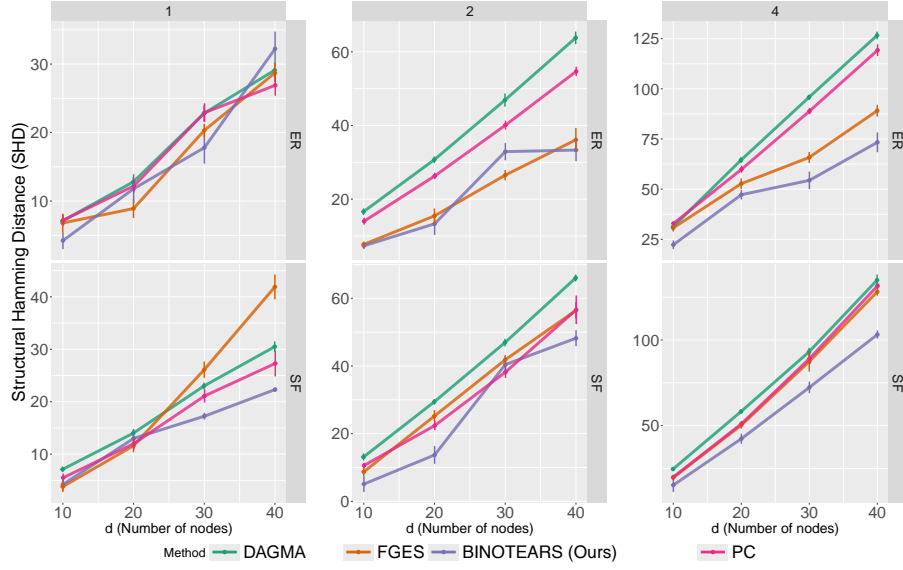 1
2
4
Structural Hamming Distance (SHD)
30
20
10
ER
60
40
20
ER
125
100
75
50
25
ER
40
30
20
10
SF
60
40
20
0
SF
100
50
SF
10 20 30 40
10 20 30 40
10 20 30 40
d (Number of nodes)
d (Number of nodes)
d (Number of nodes)
Method DAGMA FGES BINOTEARS (Ours) PC